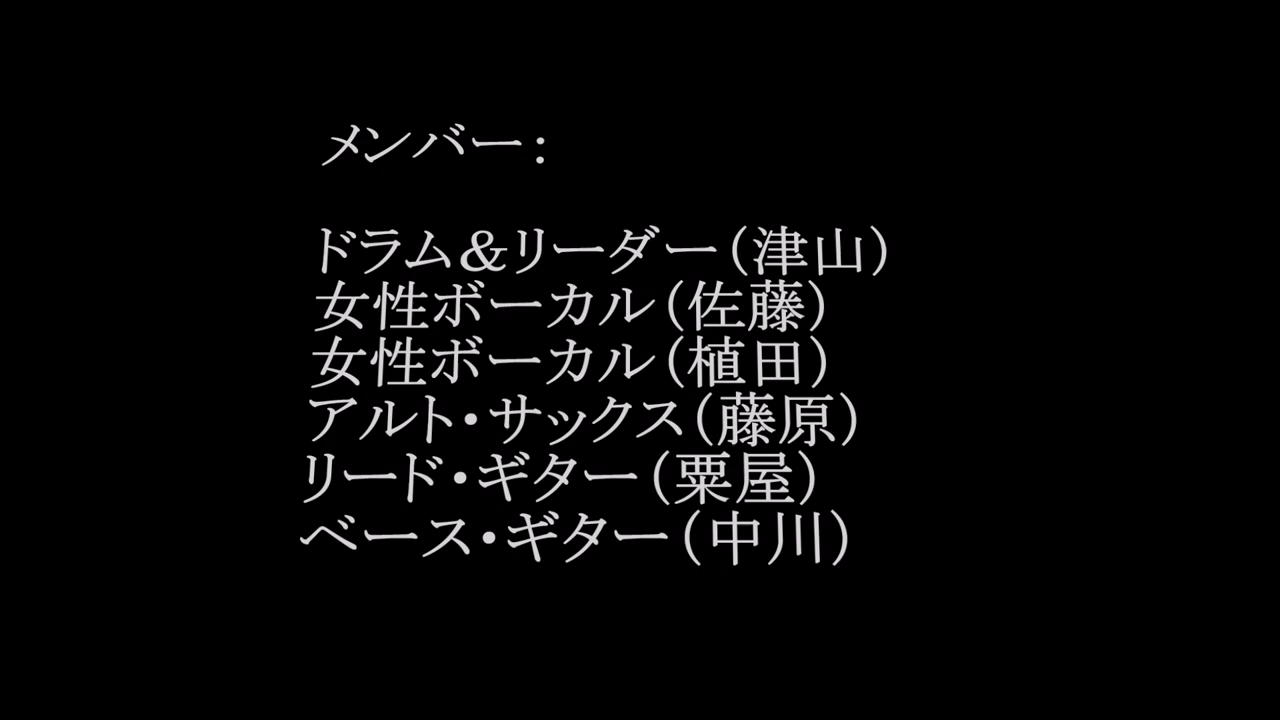 メンバー：
ドラム＆リーダー（津山）
女性ボーカル（佐藤）
女性ボーカル（植田）
アルト・サックス（藤原）
リード・ギター（粟屋）
ベース・ギター（中川）